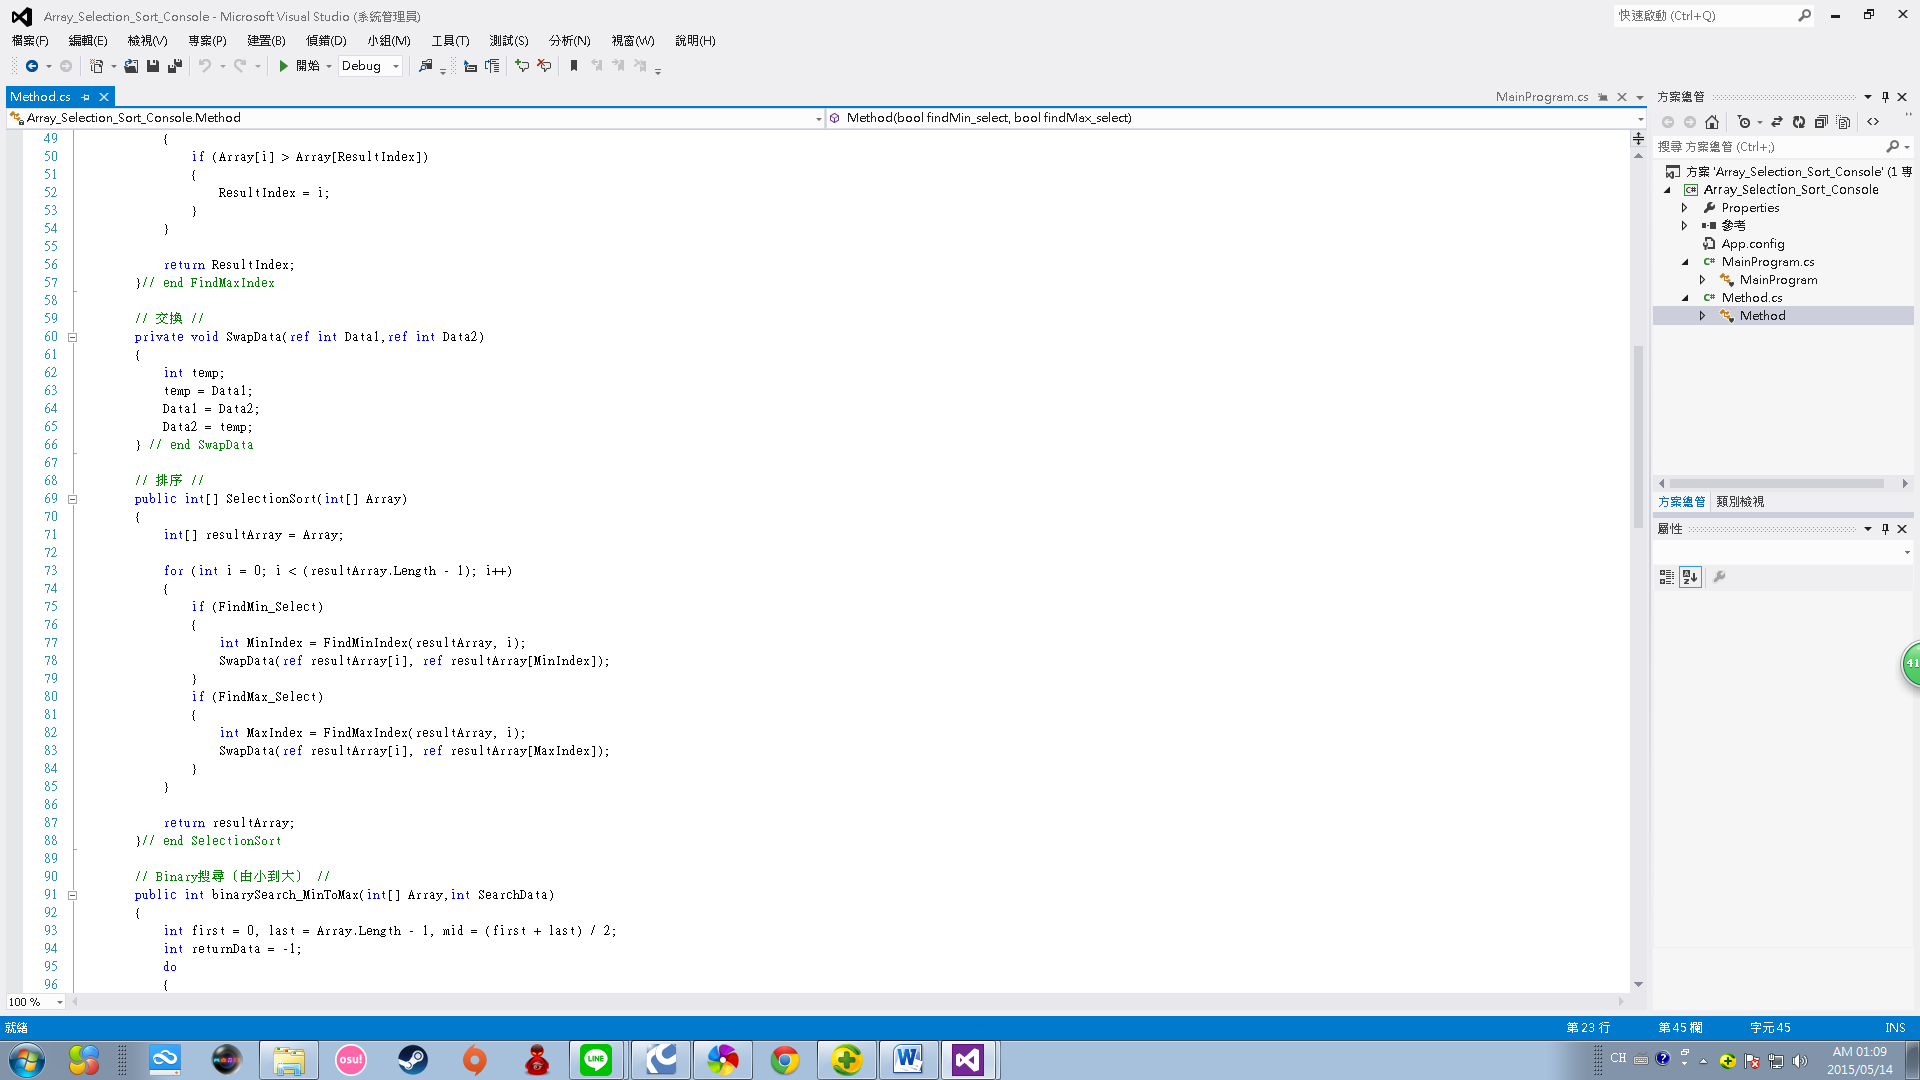 Array_Selection_Sort_Console - Microsoft Visual Studio (系統管理員)
快速啟動 (Ctrl+Q)
檔案(F) 編輯(E) 檢視(V) 專案(P) 建置(B) 偵錯(D) 小組(M) 工具(T) 測試(S) 分析(N) 視窗(W) 說明(H)
開始 Debug
Method.cs
MainProgram.cs
Array_Selection_Sort_Console.Method
Method(bool findMin_select, bool findMax_select)
49 {
50 if (Array[i] > Array[ResultIndex])
51 {
52 ResultIndex = i;
53 }
54 }
55
56 return ResultIndex;
57 }// end FindMaxIndex
58
59 // 交換 //
60 private void SwapData(ref int Data1,ref int Data2)
61 {
62 int temp;
63 temp = Data1;
64 Data1 = Data2;
65 Data2 = temp;
66 } // end SwapData
67
68 // 排序 //
69 public int[] SelectionSort(int[] Array)
70 {
71 int[] resultArray = Array;
72
73 for (int i = 0; i < (resultArray.Length - 1); i++)
74 {
75 if (FindMin_Select)
76 {
77 int MinIndex = FindMinIndex(resultArray, i);
78 SwapData(ref resultArray[i], ref resultArray[MinIndex]);
79 }
80 if (FindMax_Select)
81 {
82 int MaxIndex = FindMaxIndex(resultArray, i);
83 SwapData(ref resultArray[i], ref resultArray[MaxIndex]);
84 }
85 }
86
87 return resultArray;
88 }// end SelectionSort
89
90 // Binary搜尋〔由小到大〕 //
91 public int binarySearch_MinToMax(int[] Array,int SearchData)
92 {
93 int first = 0, last = Array.Length - 1, mid = (first + last) / 2;
94 int returnData = -1;
95 do
96 {
100 %
方案總管
搜尋 方案總管 (Ctrl+;)
方案 'Array_Selection_Sort_Console' (1 專
Array_Selection_Sort_Console
Properties
參考
App.config
MainProgram.cs
MainProgram
Method.cs
Method
方案總管 類別檢視
屬性
41
就緒
第 23 行 第 45 欄 字元 45 INS
osu!
LINE
CH
AM 01:09
2015/05/14